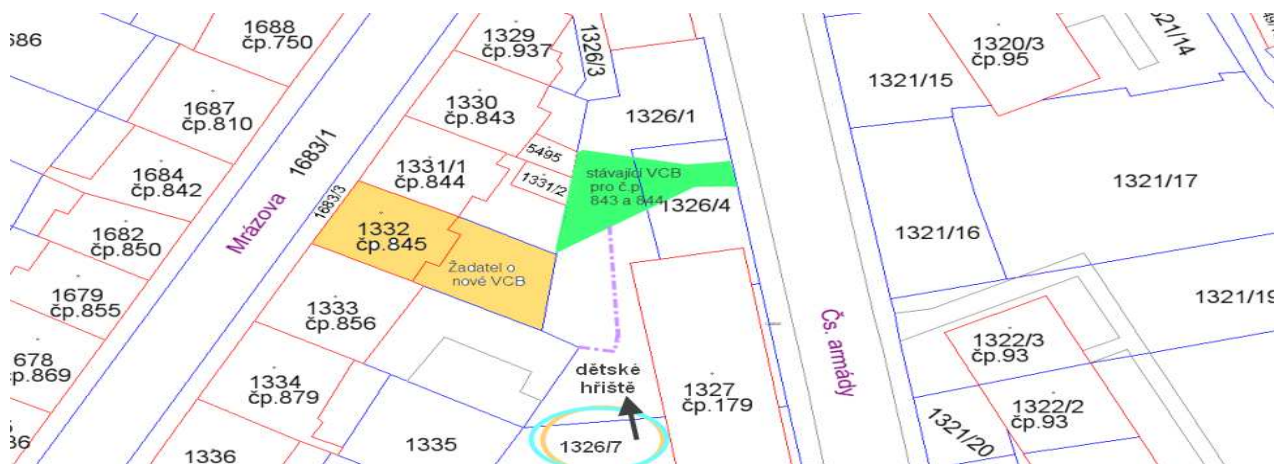 1688
čp.750
1329
čp.937
1326/3
1320/3
čp.95
1321/14
1321/15
1687
čp.810
1330
čp.843
1326/1
5495
1683/1
1684
čp.842
1331/1
čp.844
1331/2
stávající VCB
pro č.p.
843 a 844
1326/4
1321/17
1683/3
Mrázova
1682
čp.850
1332
čp.845
Žadatel o
nové VCB
1321/16
1679
čp.855
1333
čp.856
1321/19
Čs. armády
1322/3
čp.93
678
čp.869
1334
čp.879
dětské
hřiště
1327
čp.179
1322/2
čp.93
1321/20
1336
1335
1326/7